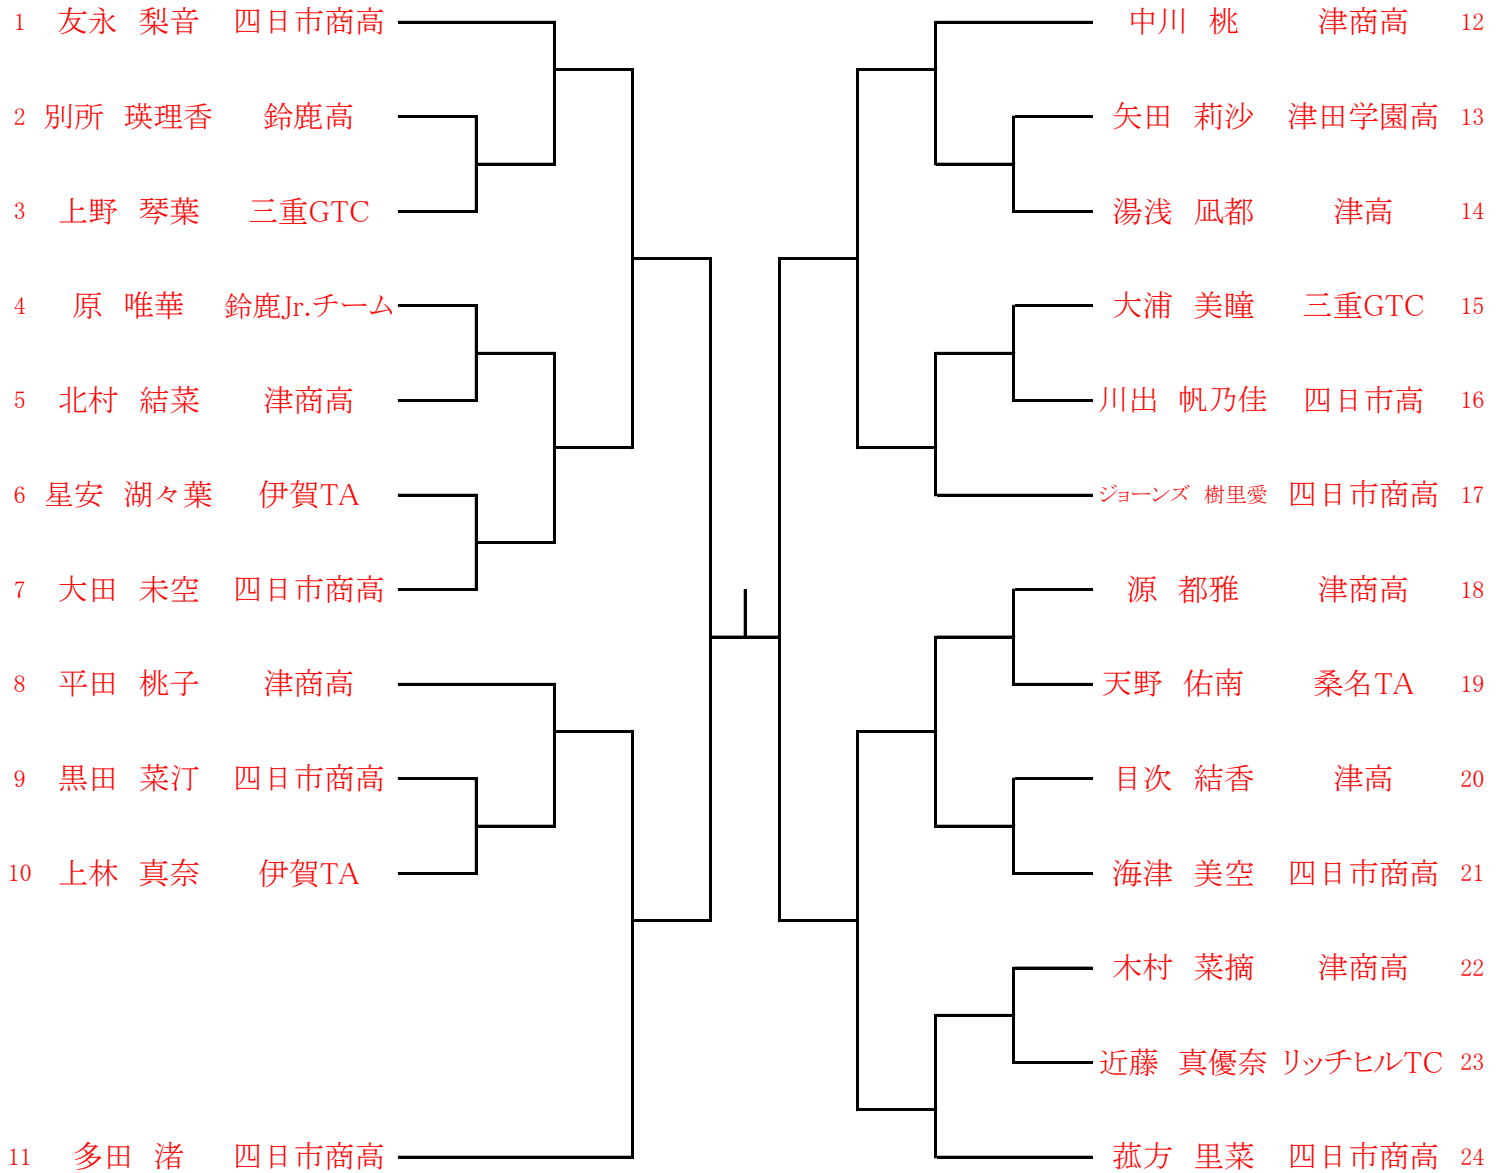 1 友永 梨音 四日市商高
2 別所 瑛理香 鈴鹿高
3 上野 琴葉 三重GTC
4 原 唯華 鈴鹿Jr.チーム
5 北村 結菜 津商高
6 星安 湖々葉 伊賀TA
7 大田 未空 四日市商高
8 平田 桃子 津商高
9 黒田 菜汀 四日市商高
10 上林 真奈 伊賀TA
11 多田 渚 四日市商高
中川 桃 津商高 12
矢田 莉沙 津田学園高 13
湯浅 凪都 津高 14
大浦 美瞳 三重GTC 15
川出 帆乃佳 四日市高 16
ジョーンズ 樹里愛 四日市商高 17
源 都雅 津商高 18
天野 佑南 桑名TA 19
目次 結香 津高 20
海津 美空 四日市商高 21
木村 菜摘 津商高 22
近藤 真優奈 リッチヒルTC 23
菰方 里菜 四日市商高 24